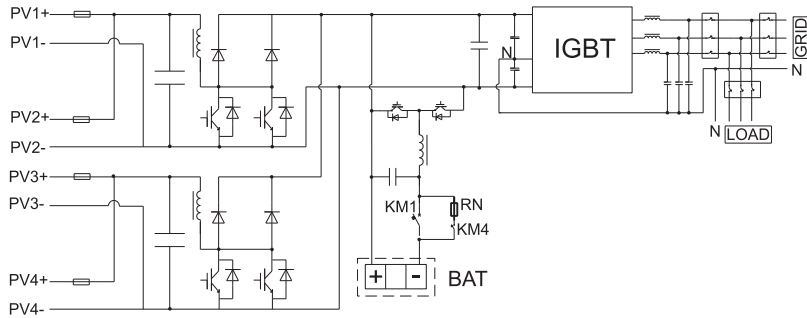 PV1+
PV1-
PV2+
PV2-
PV3+
PV3-
PV4+
PV4-
N
IGBT
GRID
N
N
LOAD
KM1
RN
KM4
+
-
BAT